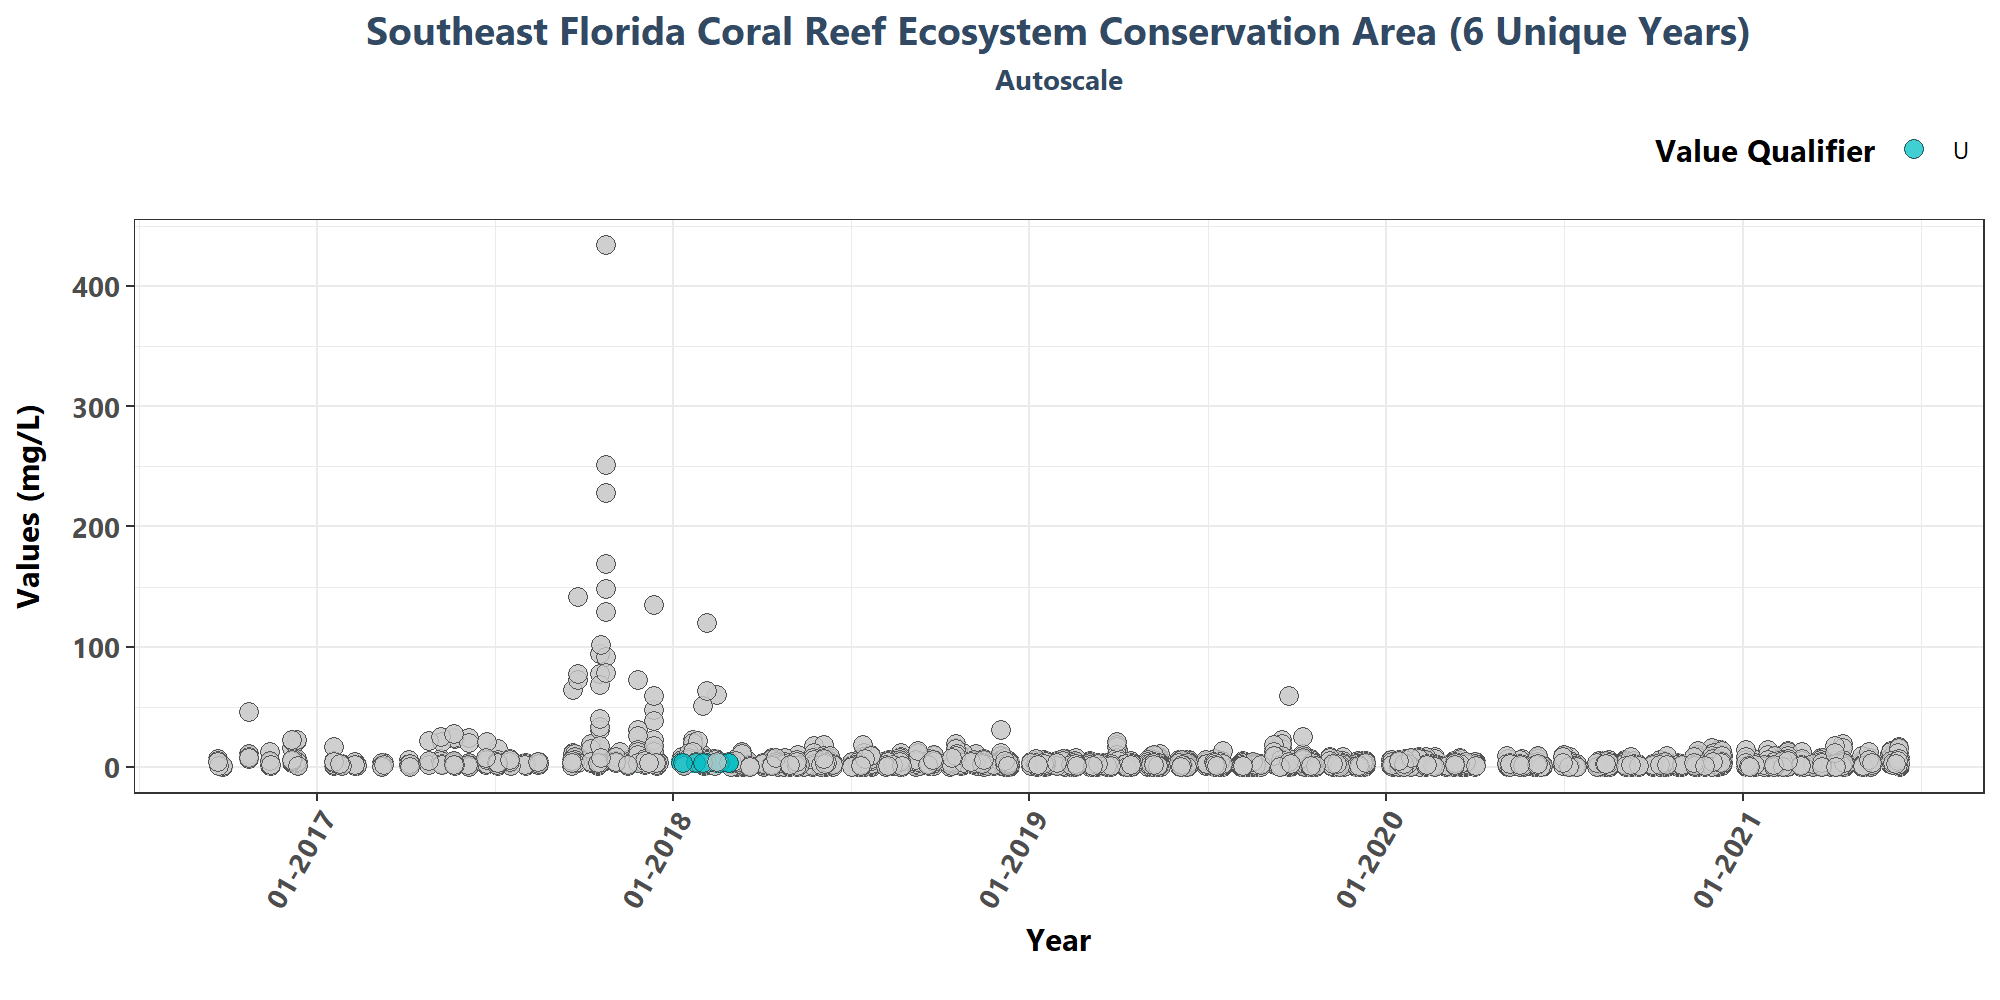 Southeast Florida Coral Reef Ecosystem Conservation Area (6 Unique Years)
Autoscale
Value Qualifier U
Values (mg/L)
400
300
200
100
0
01-2017
01-2018
01-2019
01-2020
01-2021
Year